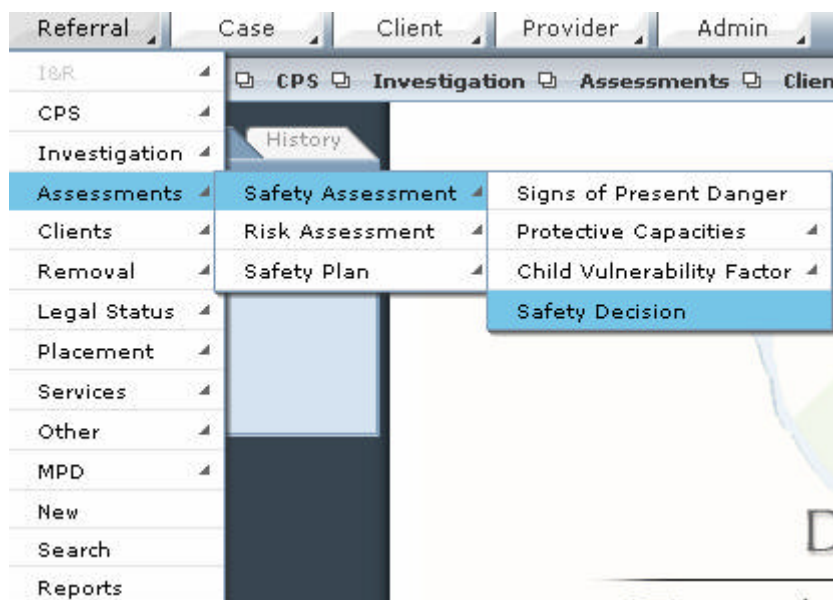 Referral Case Client Provider Admin
I&R CPS Investigation Assessments Clien
CPS
Investigation History
Assessments Safety Assessment Signs of Present Danger
Clients Risk Assessment Protective Capacities
Removal Safety Plan Child Vulnerability Factor
Legal Status Safety Decision
Placement
Services
Other
MPD
New
D
Search
Reports